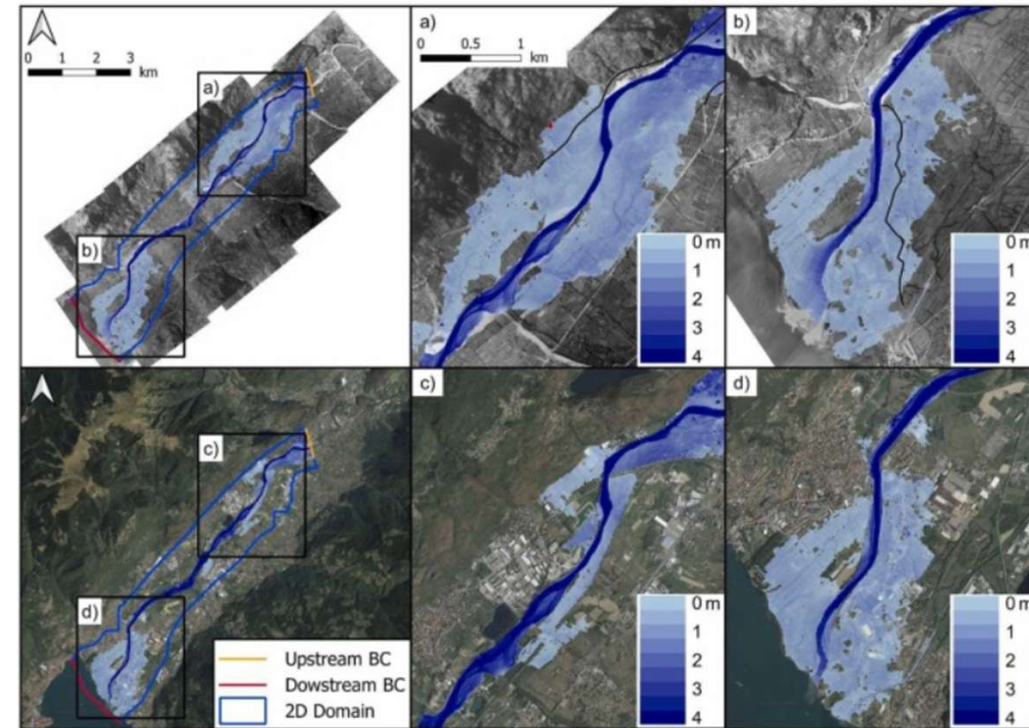 0 1 2 3 km
a)
b)
a)
0 0.5 1 km
0 m
1
2
3
4
b)
0 m
1
2
3
4
c)
d)
Upstream BC
Dowstream BC
2D Domain
c)
0 m
1
2
3
4
d)
0 m
1
2
3
4